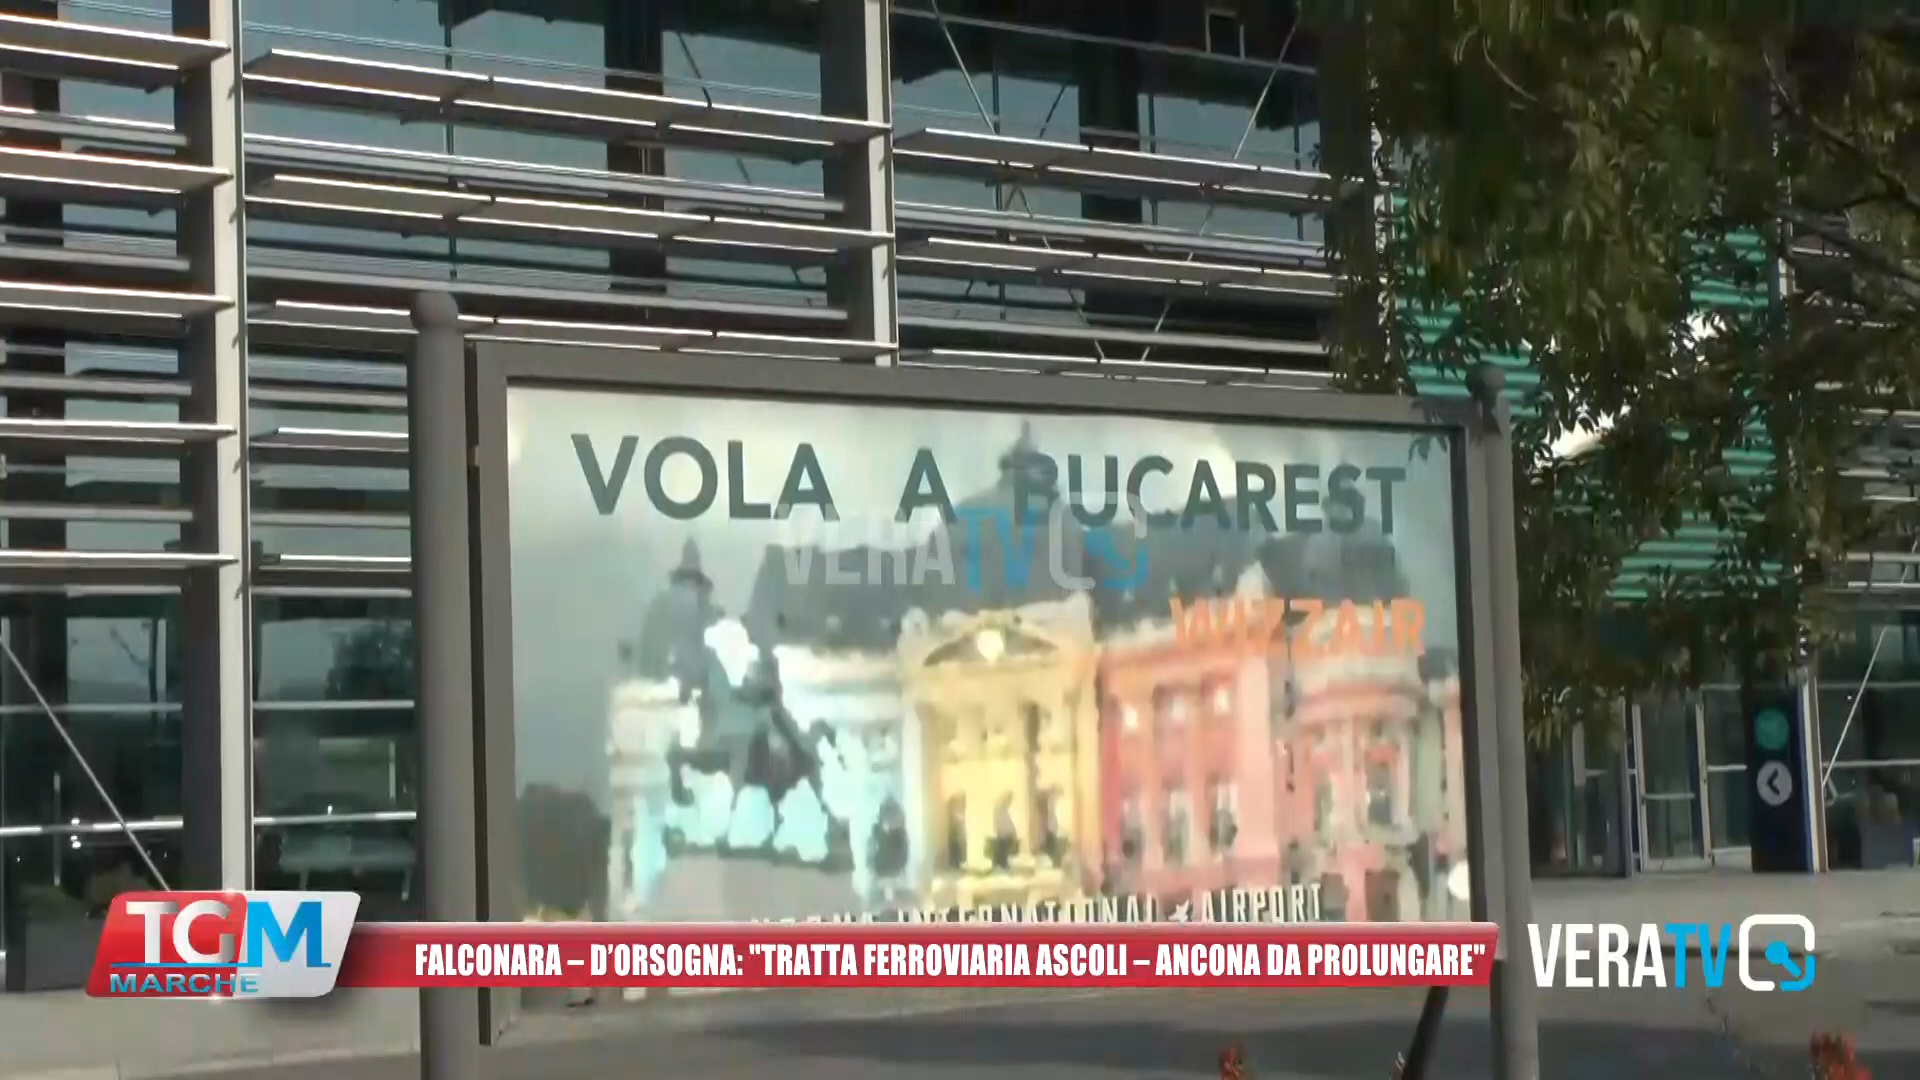 VOLA A BUCAREST
VERATV
WIZZAIR
INTERNATIONAL AIRPORT
TGM
MARCHE
FALCONARA – D'ORSOGNA: "TRATTA FERROVIARIA ASCOLI – ANCONA DA PROLUNGARE"
VERATV